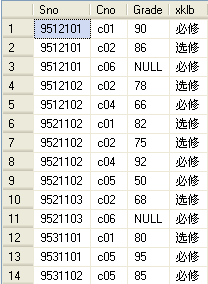 Sno Cno Grade xklb
1 9512101 c01 90 必修
2 9512101 c02 86 选修
3 9512101 c06 NULL 必修
4 9512102 c02 78 选修
5 9512102 c04 66 必修
6 9521102 c01 82 选修
7 9521102 c02 75 选修
8 9521102 c04 92 必修
9 9521102 c05 50 必修
10 9521103 c02 68 选修
11 9521103 c06 NULL 必修
12 9531101 c01 80 选修
13 9531101 c05 95 必修
14 9531102 c05 85 必修